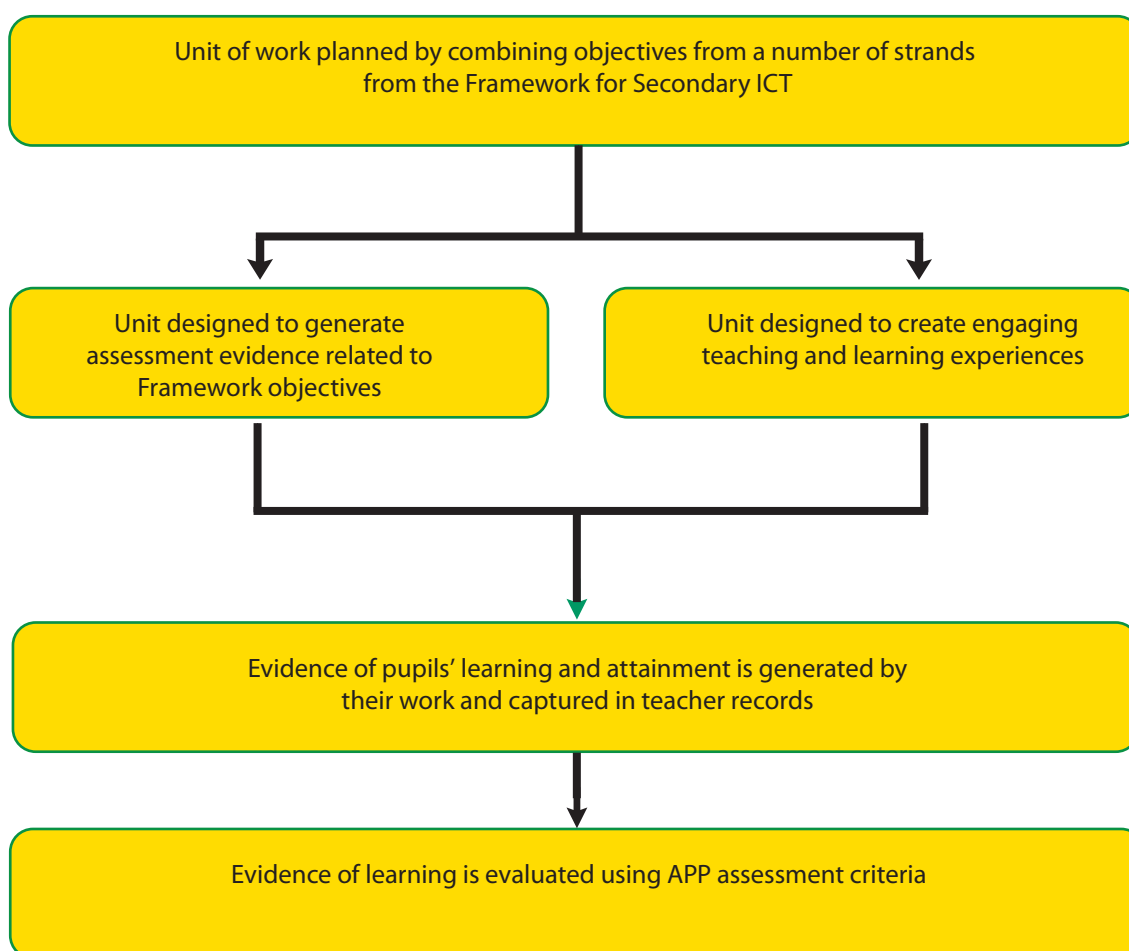 Unit of work planned by combining objectives from a number of strands
from the Framework for Secondary ICT
Unit designed to generate
assessment evidence related to
Framework objectives
Unit designed to create engaging
teaching and learning experiences
Evidence of pupils’ learning and attainment is generated by
their work and captured in teacher records
Evidence of learning is evaluated using APP assessment criteria